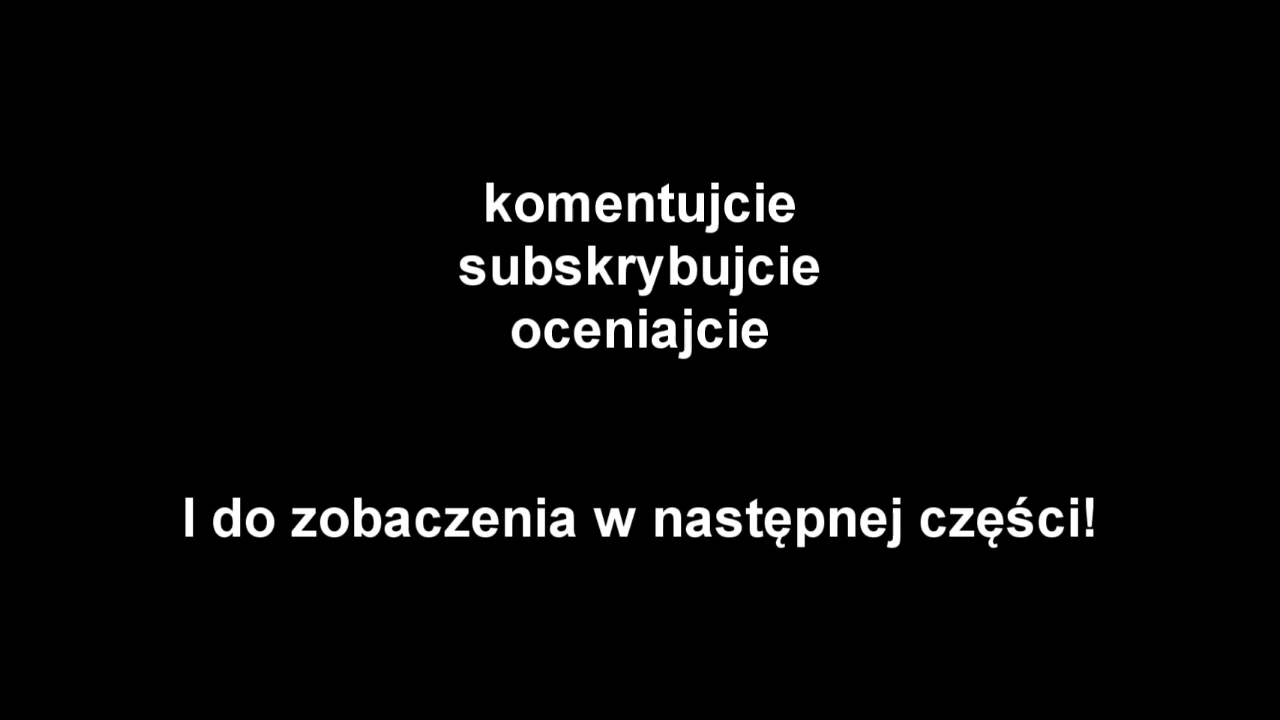 komentujcie
subskrybujcie
oceniajcie
I do zobaczenia w następnej części!